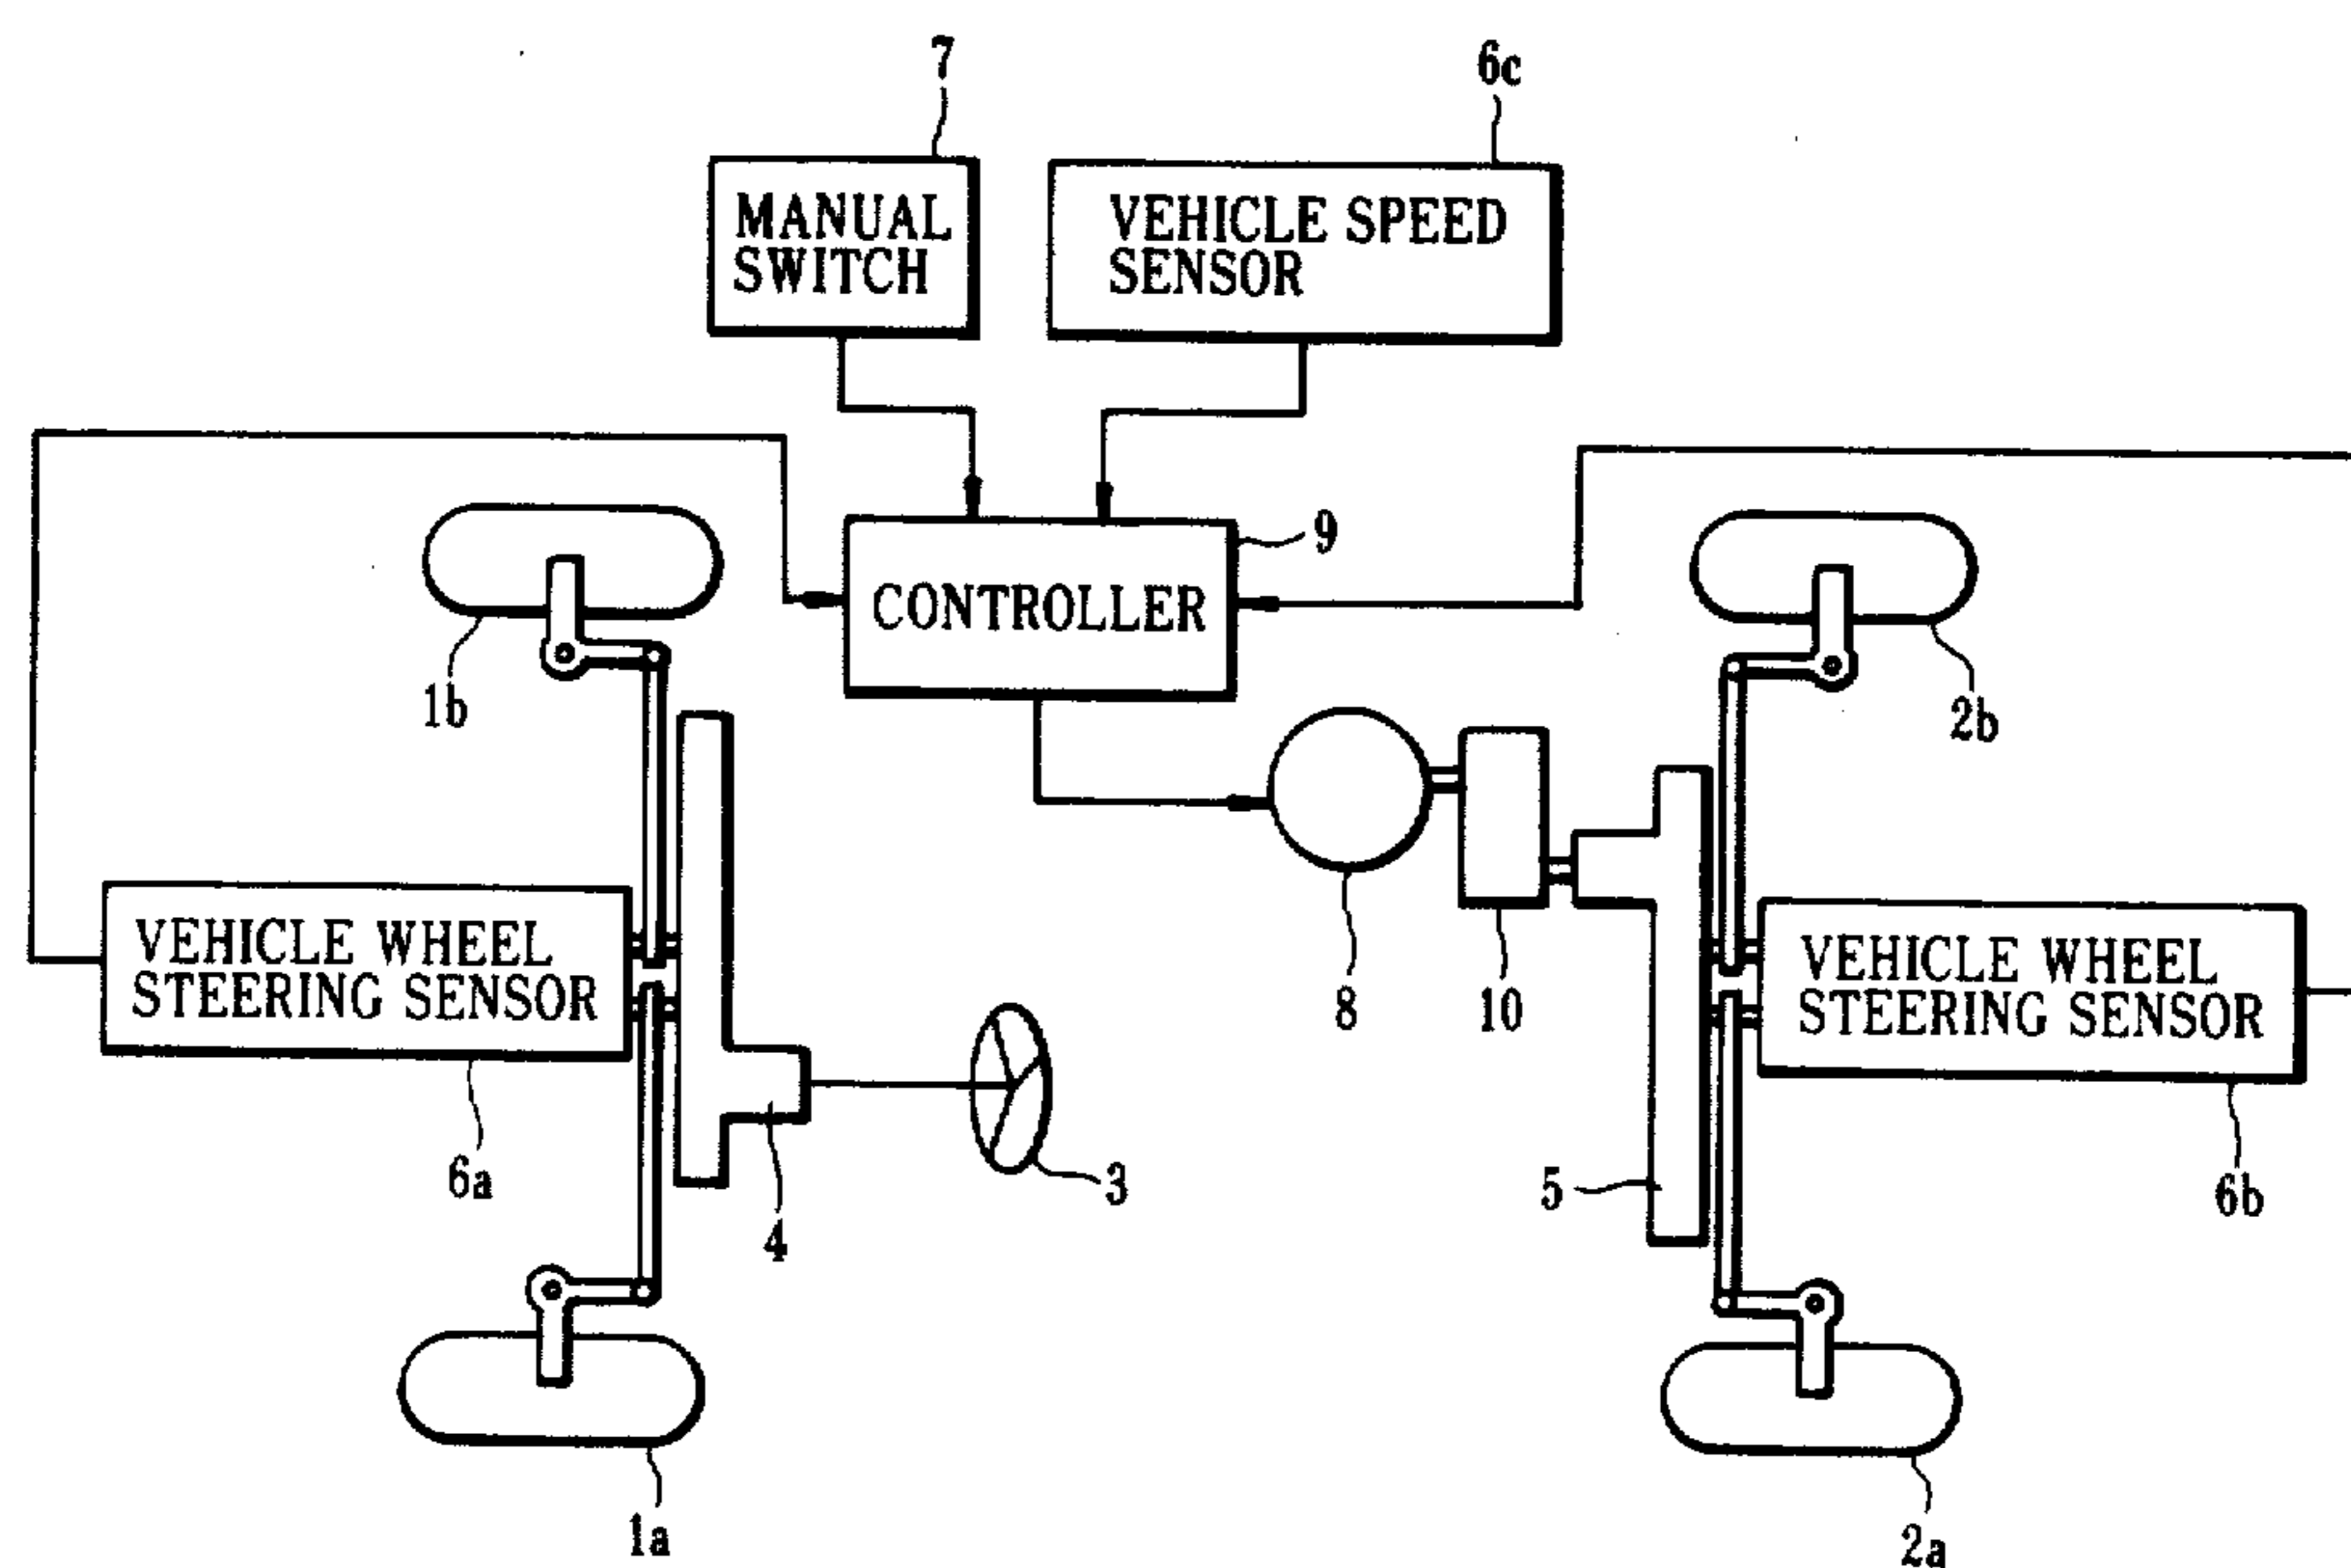 7
6c
MANUAL
SWITCH
VEHICLE SPEED
SENSOR
9
CONTROLLER
1b
2b
VEHICLE WHEEL
STEERING SENSOR
VEHICLE WHEEL
STEERING SENSOR
8
10
6a
3
5
6b
4
1a
2a